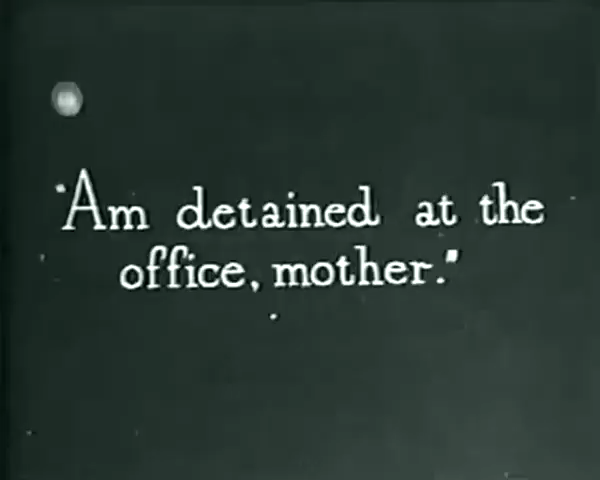 "Am detained at the
office, mother."